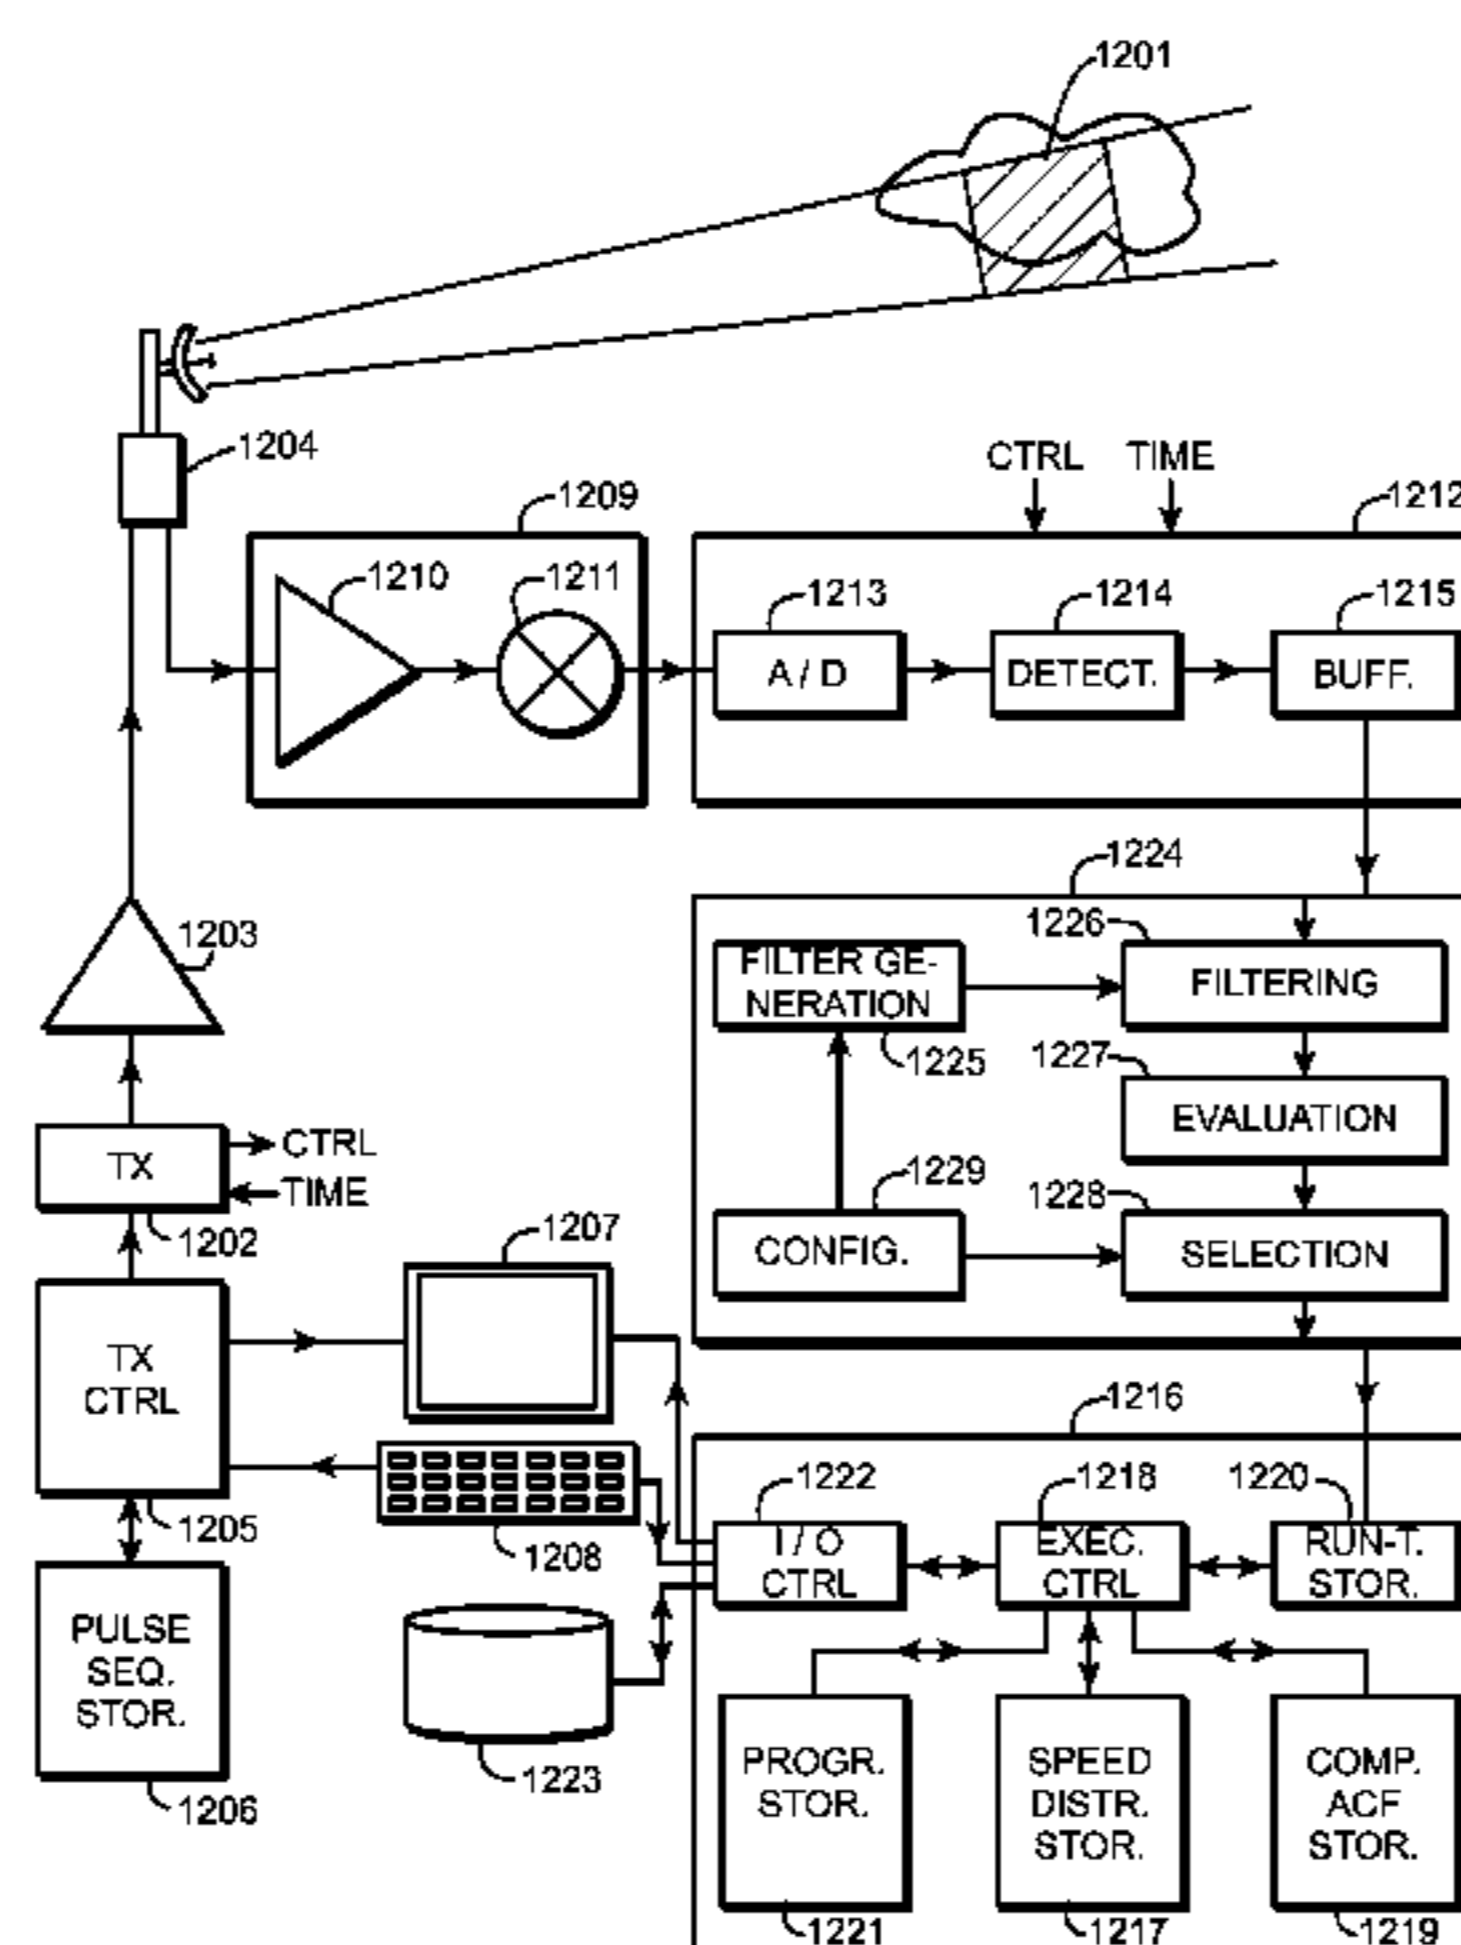 1201
1204
CTRL TIME
1209
1212
1210
1211
1213
1214
1215
A / D
DETECT.
BUFF.
1224
1203
1226
FILTER GE-
NERATION
FILTERING
1225
1227
EVALUATION
TX
CTRL
TIME
1202
1229
1228
CONFIG.
SELECTION
1207
TX
CTRL
1216
1205
1208
1222
1218
1220
I / O
CTRL
EXEC.
CTRL
RUN-T.
STOR.
PULSE
SEQ.
STOR.
1206
1223
PROGR.
STOR.
SPEED
DISTR.
STOR.
COMP.
ACF
STOR.
1221
1217
1219